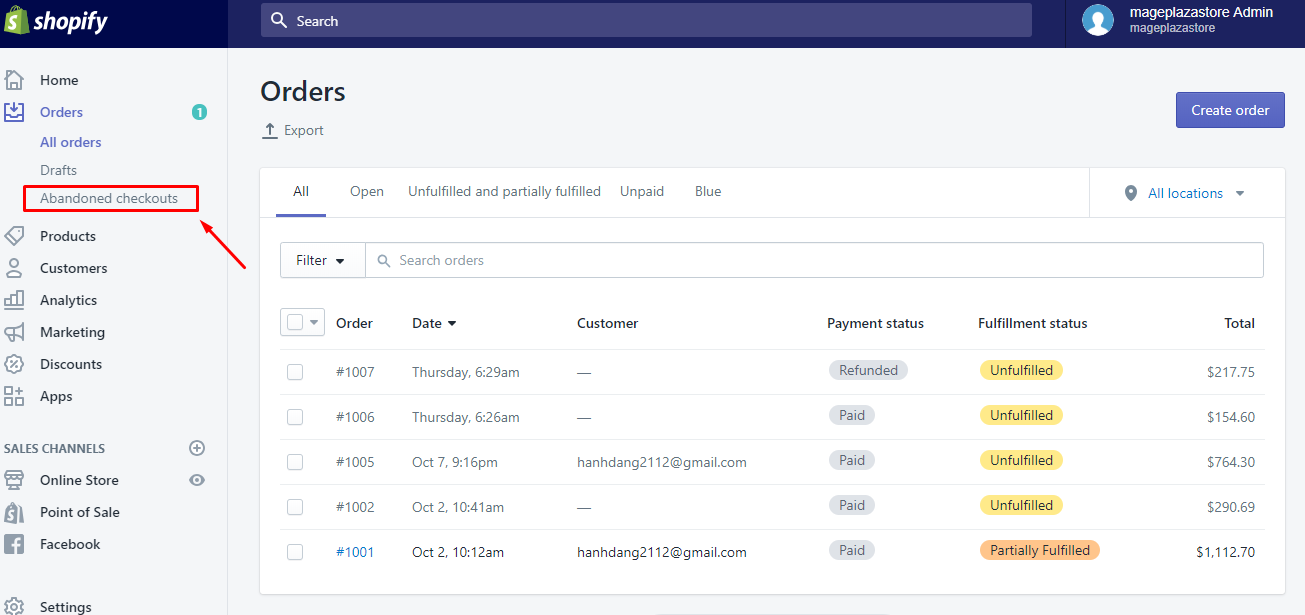 shopify
Search
mageplazastore Admin
mageplazastore
Home
Orders
1
All orders
Drafts
Abandoned checkouts
Products
Customers
Analytics
Marketing
Discounts
Apps
SALES CHANNELS
Online Store
Point of Sale
Facebook
Settings
Orders
Export
Create order
All Open Unfulfilled and partially fulfilled Unpaid Blue All locations
Filter Search orders
Order Date Customer Payment status Fulfillment status Total
#1007 Thursday, 6:29am — Refunded Unfulfilled $217.75
#1006 Thursday, 6:26am — Paid Unfulfilled $154.60
#1005 Oct 7, 9:16pm hanhdang2112@gmail.com Paid Unfulfilled $764.30
#1002 Oct 2, 10:41am — Paid Unfulfilled $290.69
#1001 Oct 2, 10:12am hanhdang2112@gmail.com Paid Partially Fulfilled $1,112.70